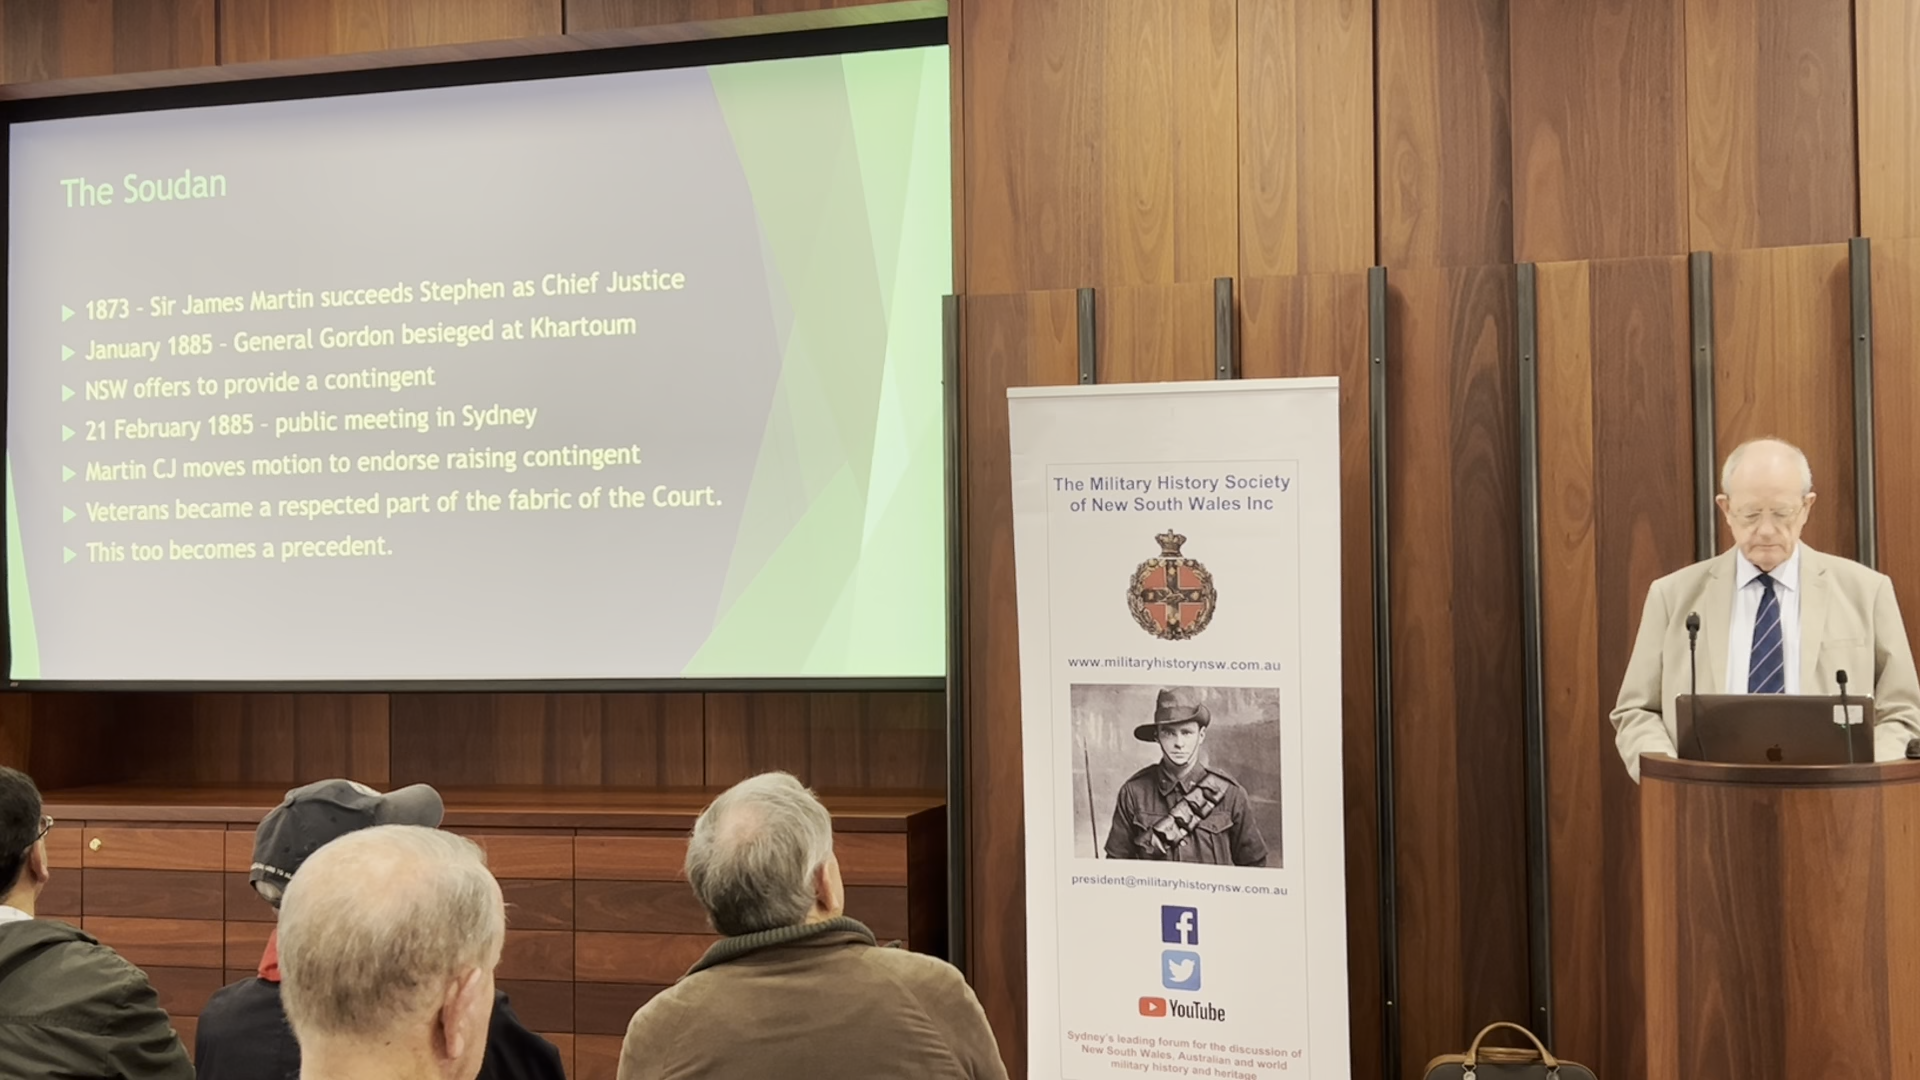 The Soudan
1873 - Sir James Martin succeeds Stephen as Chief Justice
January 1885 - General Gordon besieged at Khartoum
NSW offers to provide a contingent
21 February 1885 - public meeting in Sydney
Martin CJ moves motion to endorse raising contingent
Veterans became a respected part of the fabric of the Court.
This too becomes a precedent.
The Military History Society
of New South Wales Inc
www.militaryhistorynsw.com.au
president@militaryhistorynsw.com.au
YouTube
Sydney's leading forum for the discussion of
New South Wales, Australian and world
military history and heritage